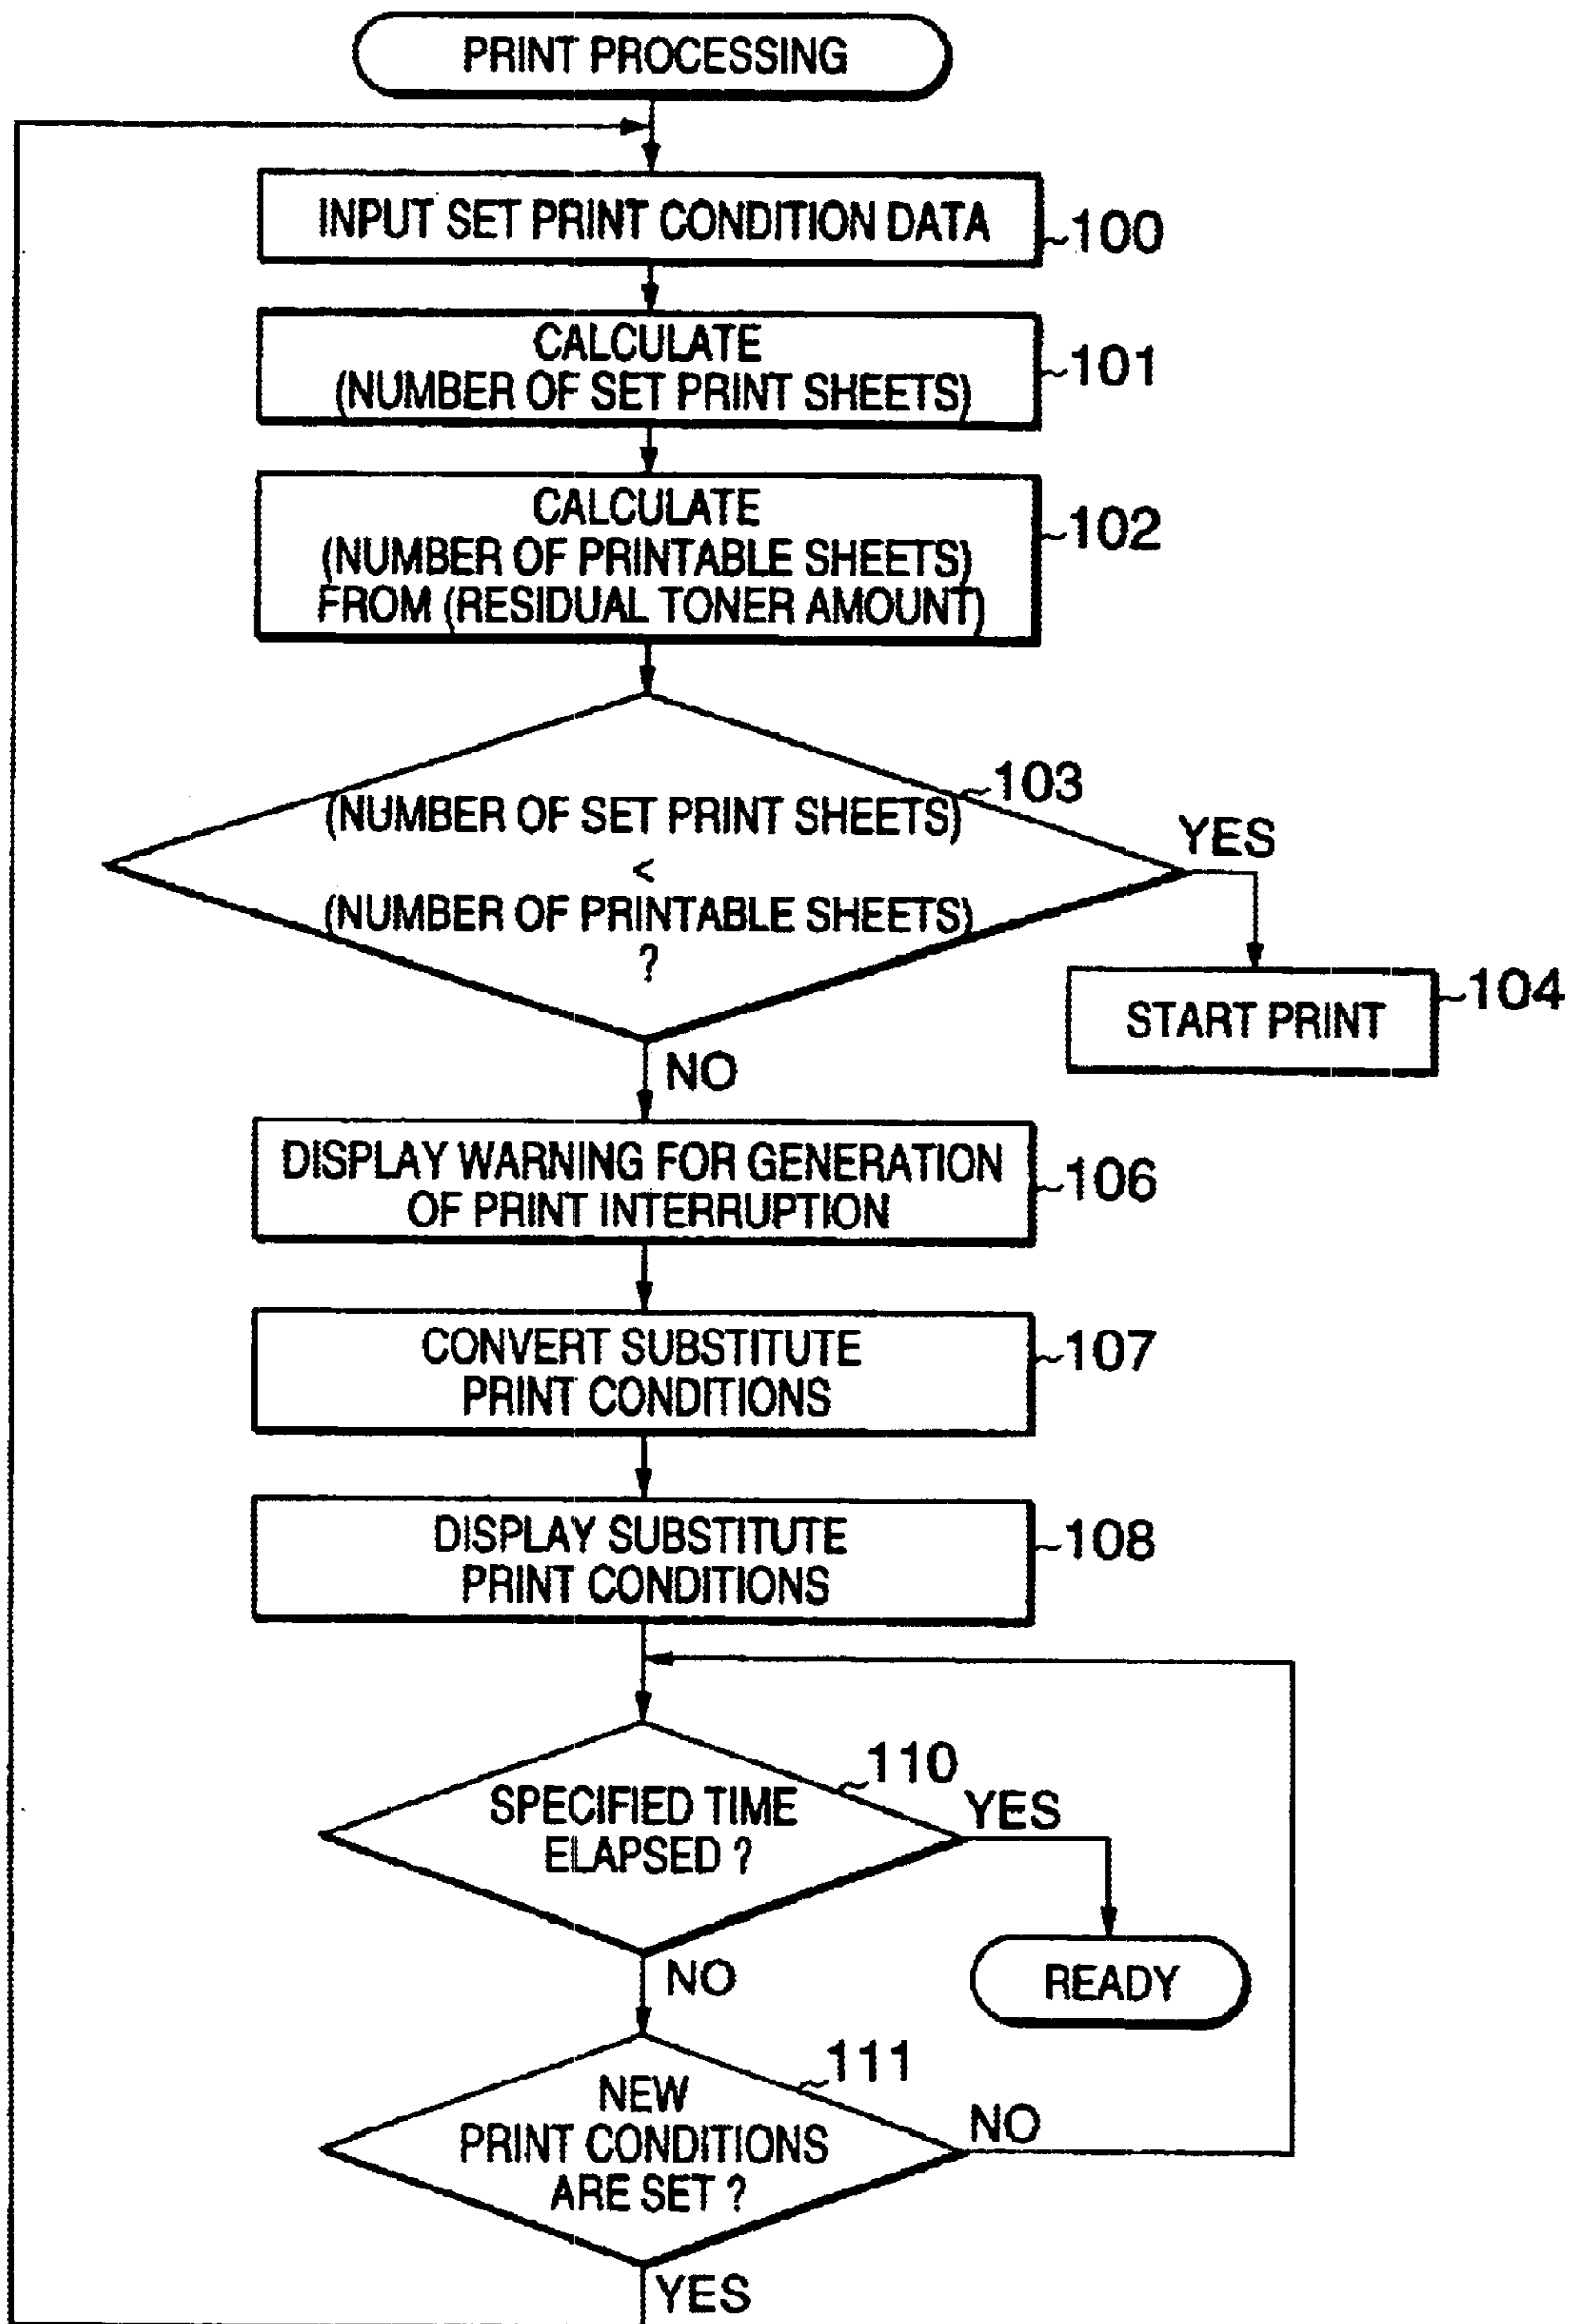 PRINT PROCESSING
INPUT SET PRINT CONDITION DATA
100
CALCULATE
(NUMBER OF SET PRINT SHEETS)
101
CALCULATE
(NUMBER OF PRINTABLE SHEETS)
FROM (RESIDUAL TONER AMOUNT)
102
103
(NUMBER OF SET PRINT SHEETS)
<
(NUMBER OF PRINTABLE SHEETS)
?
YES
START PRINT
104
NO
DISPLAY WARNING FOR GENERATION
OF PRINT INTERRUPTION
106
CONVERT SUBSTITUTE
PRINT CONDITIONS
107
DISPLAY SUBSTITUTE
PRINT CONDITIONS
108
110
SPECIFIED TIME
ELAPSED ?
YES
READY
NO
111
NEW
PRINT CONDITIONS
ARE SET ?
NO
YES